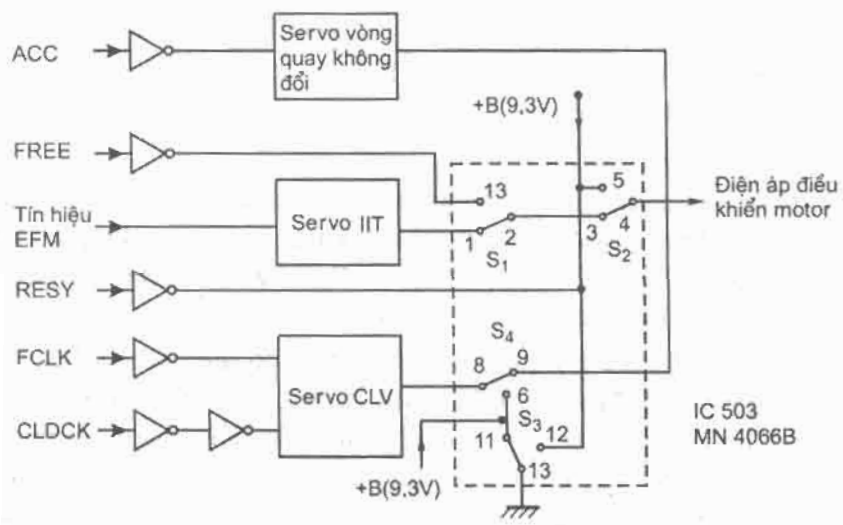 ACC
Servo vòng
quay không
đổi
+B(9,3V)
FREE
13
5
Điện áp điểu
khiển motor
Tín hiệu
EFM
Servo IIT
1
2
3
4
S1
S2
RESY
FCLK
S4
8
9
Servo CLV
6
S3
IC 503
MN 4066B
CLDCK
11
12
+B(9,3V)
13